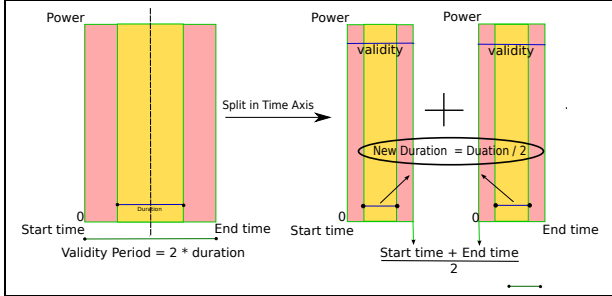 Power
Power
Power
validity
validity
Split in Time Axis
New Duration = Duation / 2
Duration
0
0
0
Start time
End time
Start time
End time
Validity Period = 2 * duration
Start time + End time
2